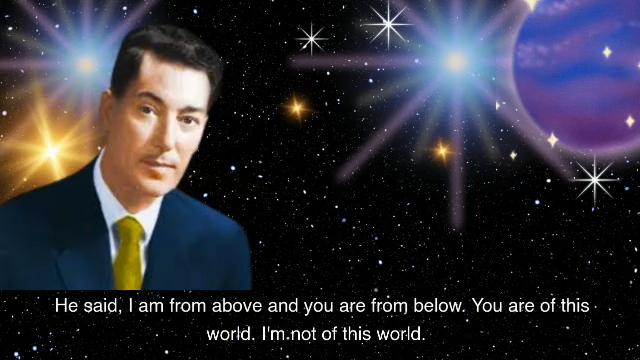 He said, I am from above and you are from below. You are of this
world. I'm not of this world.